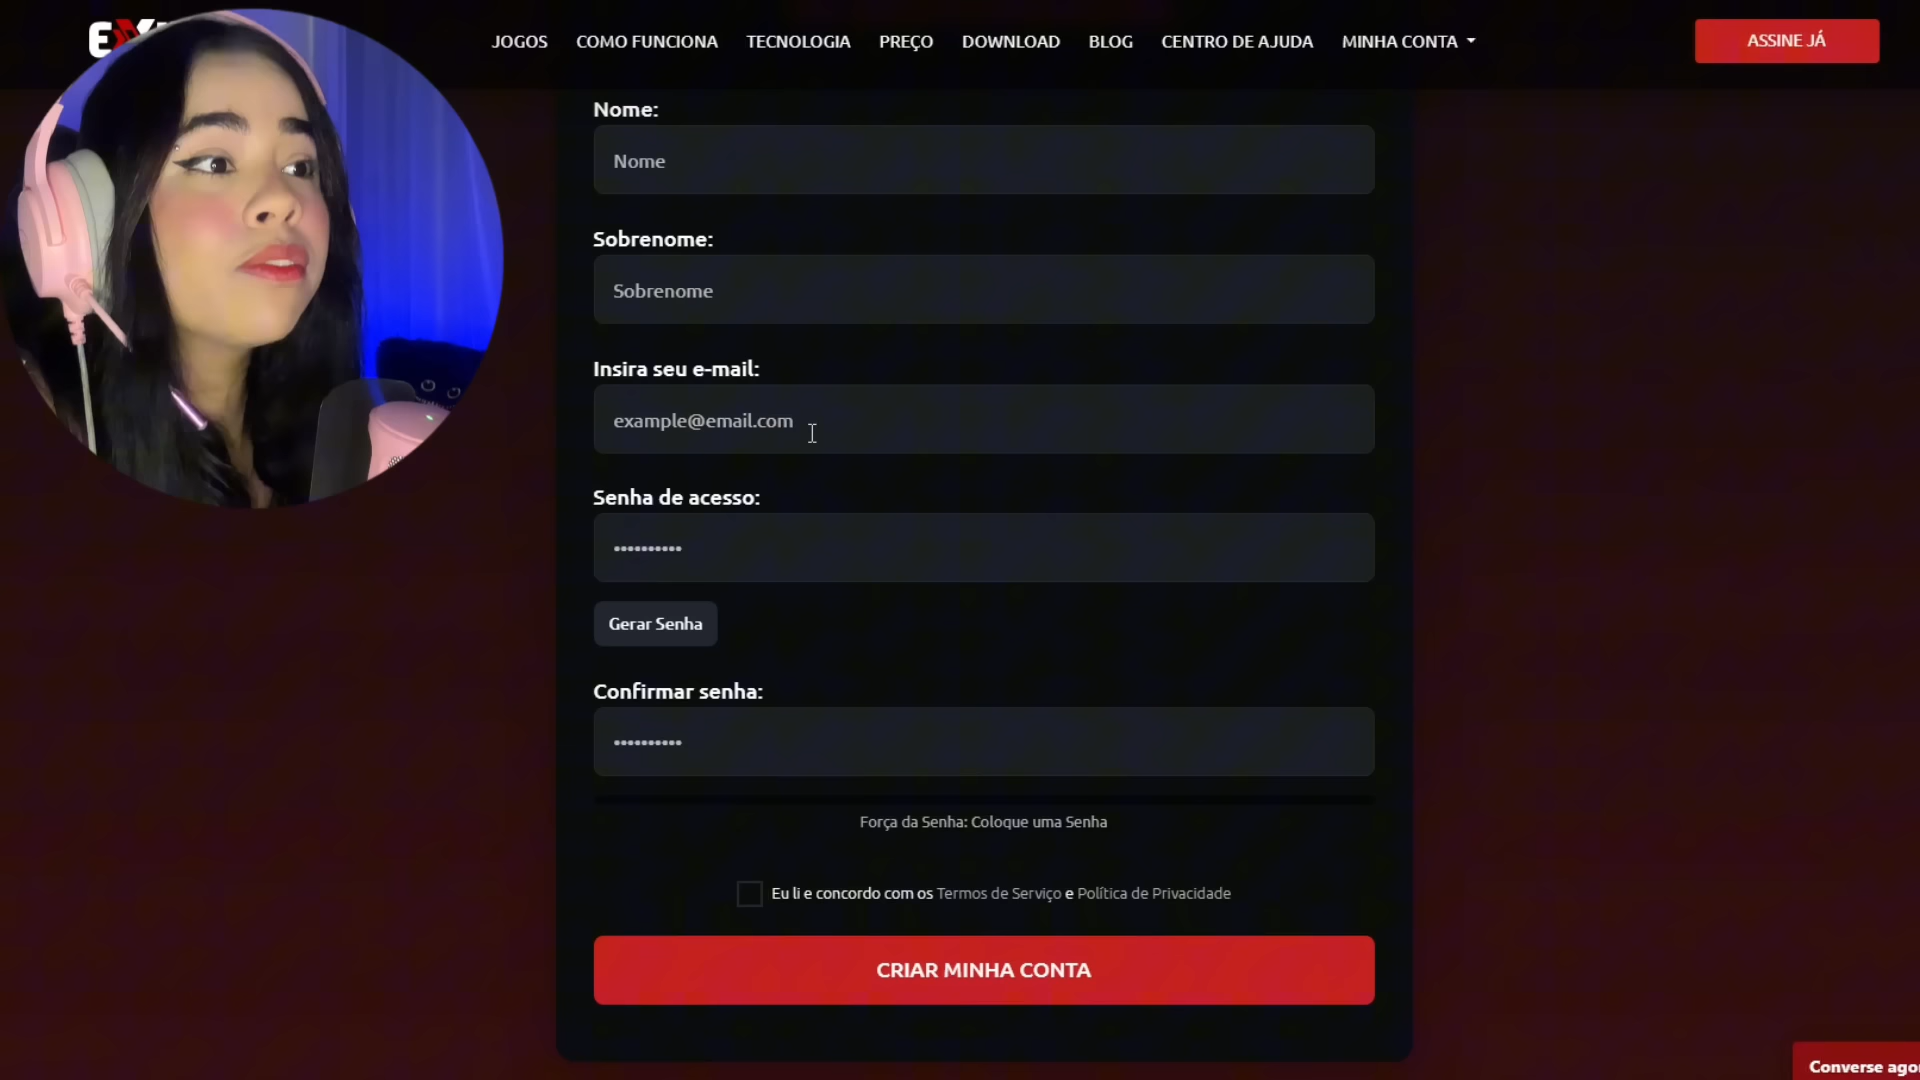 JOGOS COMO FUNCIONA TECNOLOGIA PREÇO DOWNLOAD BLOG CENTRO DE AJUDA MINHA CONTA ASSINE JÁ
Nome:
Nome
Sobrenome:
Sobrenome
Insira seu e-mail:
example@email.com
Senha de acesso:
••••••••••
Gerar Senha
Confirmar senha:
••••••••••
Força da Senha: Coloque uma Senha
Eu li e concordo com os Termos de Serviço e Política de Privacidade
CRIAR MINHA CONTA
Converse ago